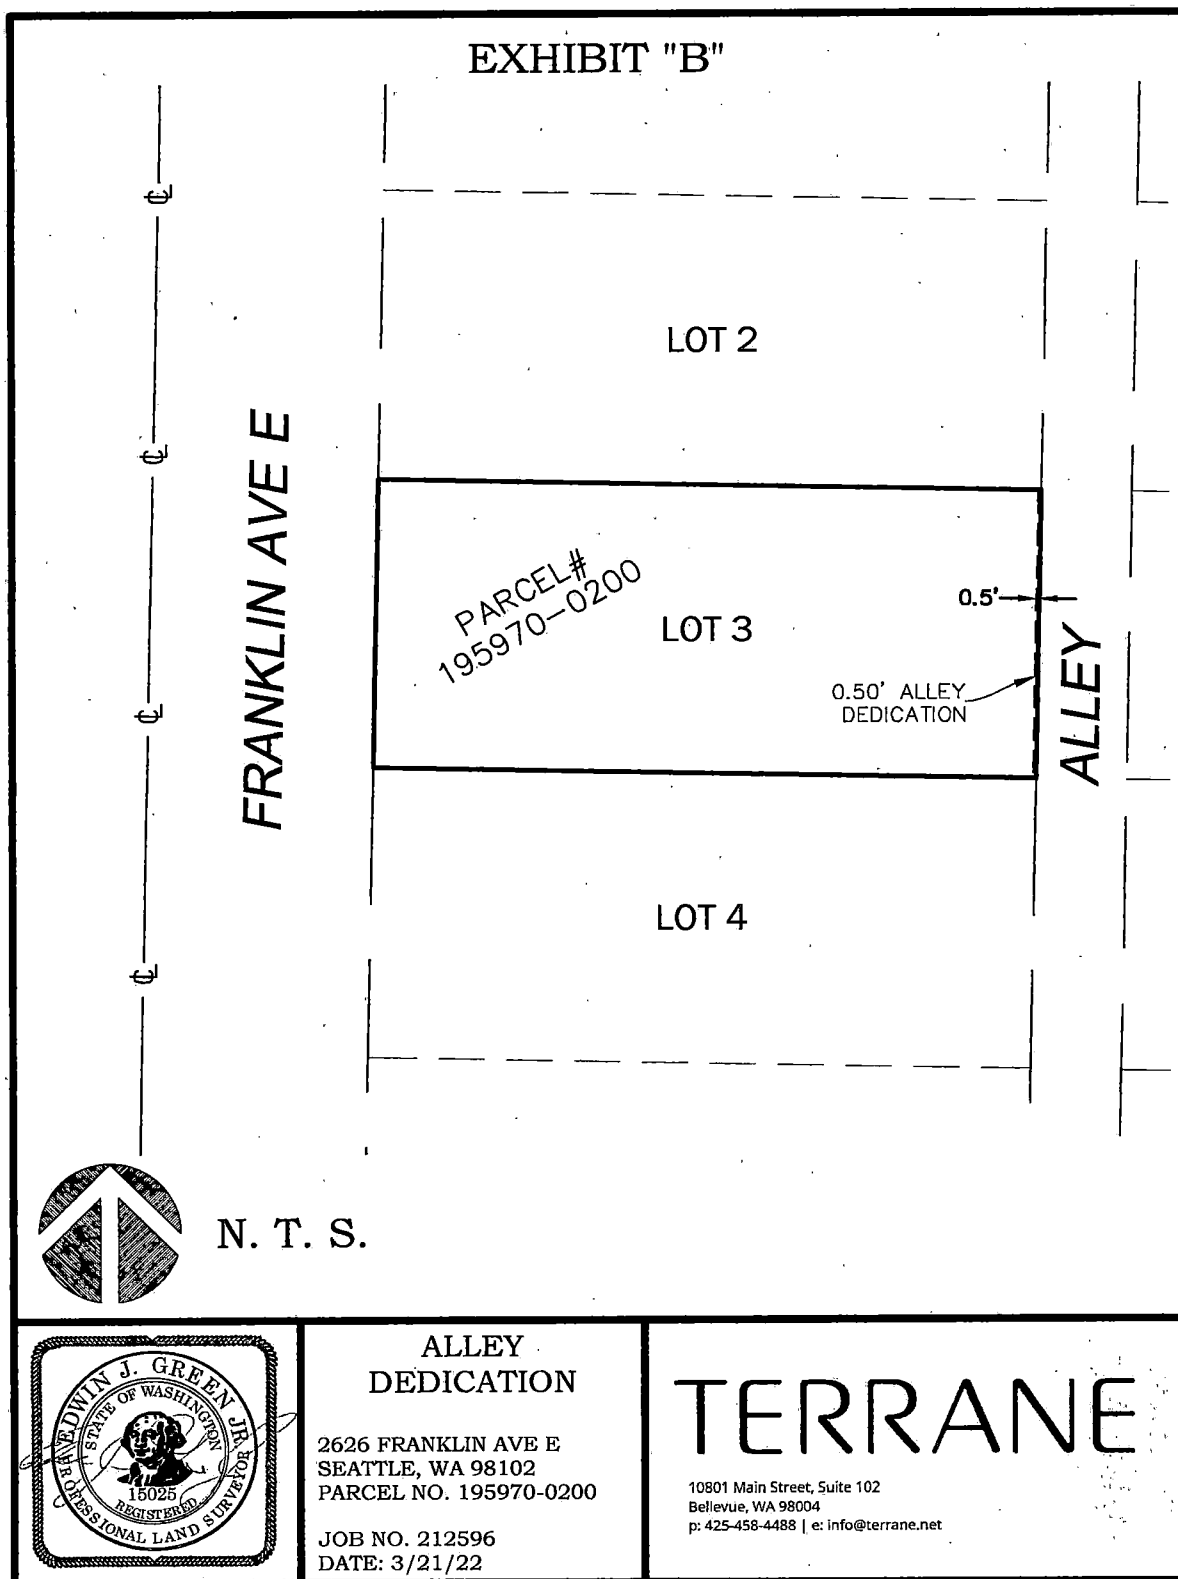 EXHIBIT "B"
℄
℄
℄
℄
FRANKLIN AVE E
LOT 2
PARCEL#
195970-0200
LOT 3
0.5'
0.50' ALLEY
DEDICATION
ALLEY
LOT 4
N. T. S.
EDWIN J. GREEN JR.
STATE OF WASHINGTON
15025
REGISTERED
PROFESSIONAL LAND SURVEYOR
ALLEY
DEDICATION
2626 FRANKLIN AVE E
SEATTLE, WA 98102
PARCEL NO. 195970-0200
JOB NO. 212596
DATE: 3/21/22
TERRANE
10801 Main Street, Suite 102
Bellevue, WA 98004
p: 425-458-4488 | e: info@terrane.net